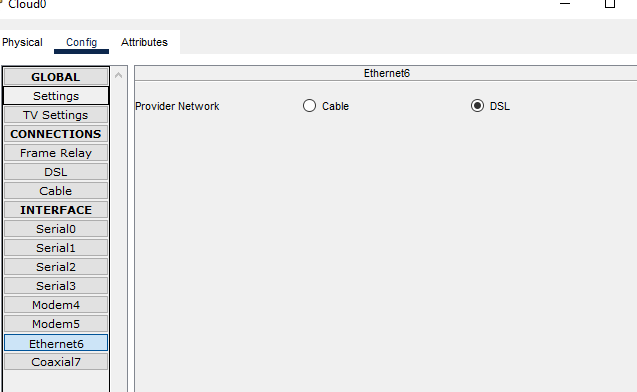 Cloud0
Physical Config Attributes
GLOBAL
Settings
TV Settings
CONNECTIONS
Frame Relay
DSL
Cable
INTERFACE
Serial0
Serial1
Serial2
Serial3
Modem4
Modem5
Ethernet6
Coaxial7
Ethernet6
Provider Network Cable DSL